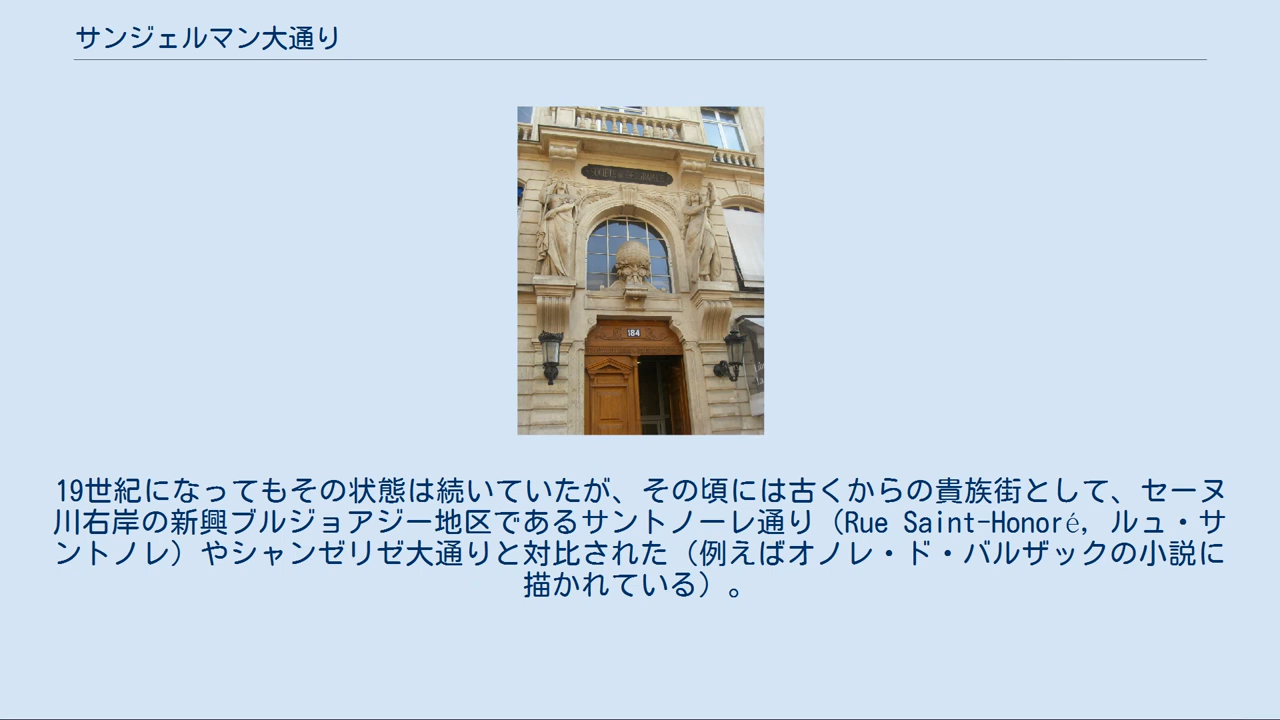 サンジェルマン大通り
184
19世紀になってもその状態は続いていたが、その頃には古くからの貴族街として、セーヌ
川右岸の新興ブルジョアジー地区であるサントノーレ通り（Rue Saint-Honoré, ルュ・サ
ントノレ）やシャンゼリゼ大通りと対比された（例えばオノレ・ド・バルザックの小説に
描かれている）。